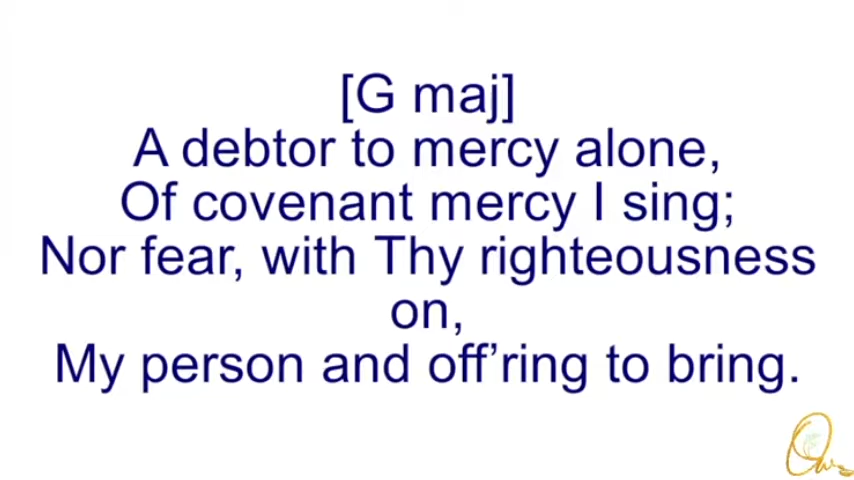 [G maj]
A debtor to mercy alone,
Of covenant mercy I sing;
Nor fear, with Thy righteousness
on,
My person and off’ring to bring.